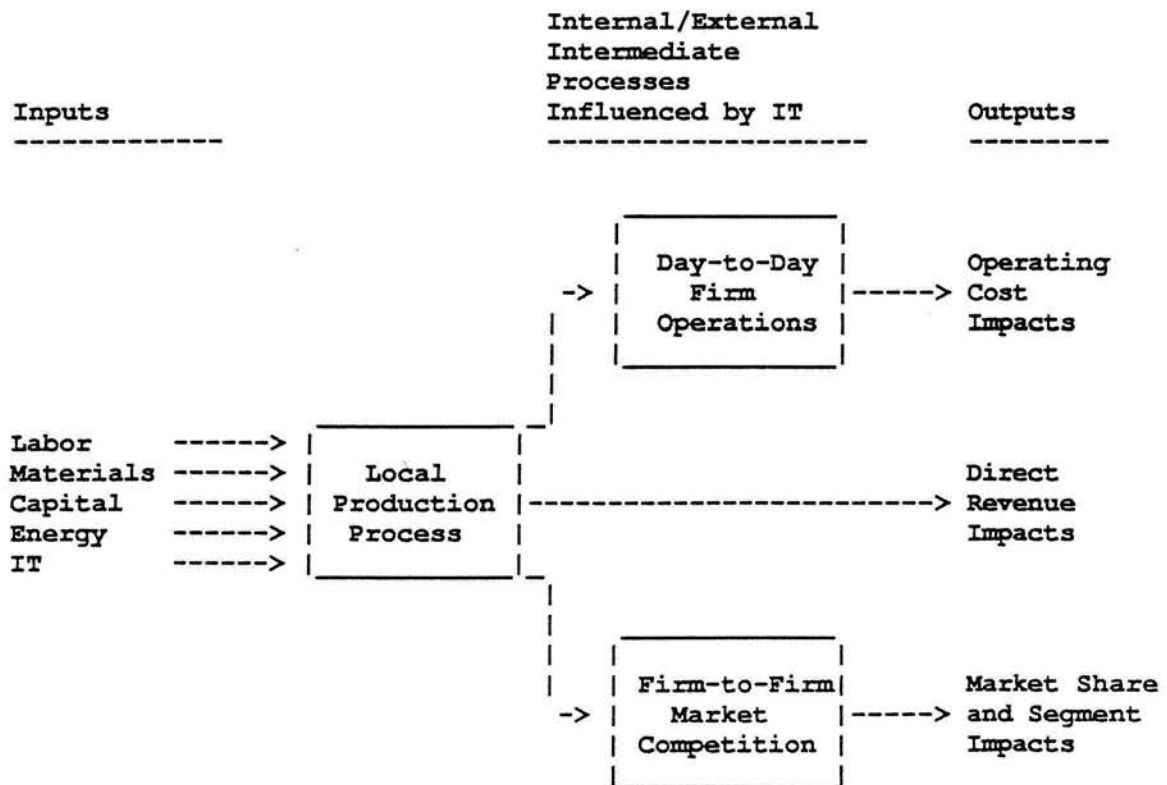 Internal/External
Intermediate
Processes
Inputs Influenced by IT Outputs
------------- -------------------- ---------
Day-to-Day Operating
-> Firm -----> Cost
Operations Impacts
Labor ------>
Materials ------> Local Direct
Capital ------> Production --------------------------> Revenue
Energy ------> Process Impacts
IT ------>
Firm-to-Firm Market Share
-> Market -----> and Segment
Competition Impacts